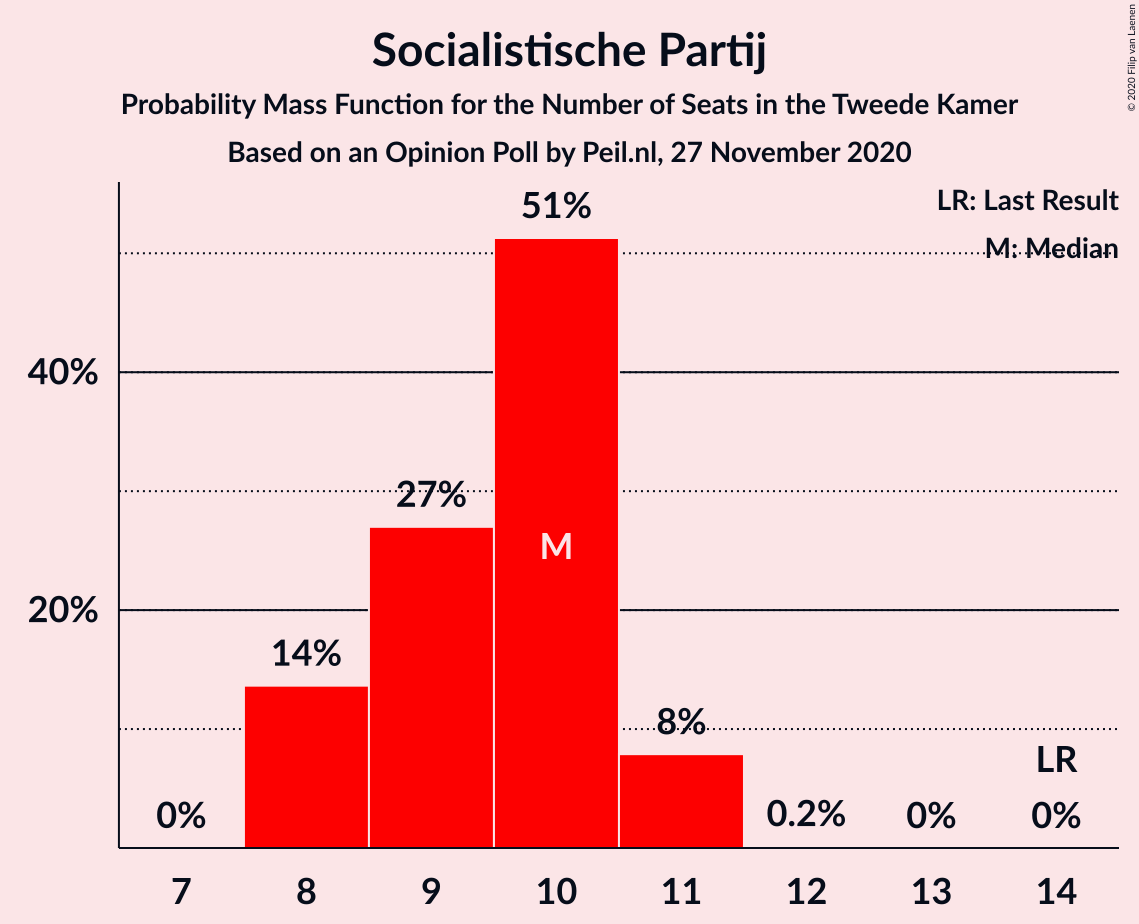 © 2020 Filip van Laenen
Socialistische Partij
Probability Mass Function for the Number of Seats in the Tweede Kamer
Based on an Opinion Poll by Peil.nl, 27 November 2020
LR: Last Result
M: Median
51%
40%
27%
M
20%
14%
8%
LR
0%
0.2%
0%
0%
7 8 9 10 11 12 13 14